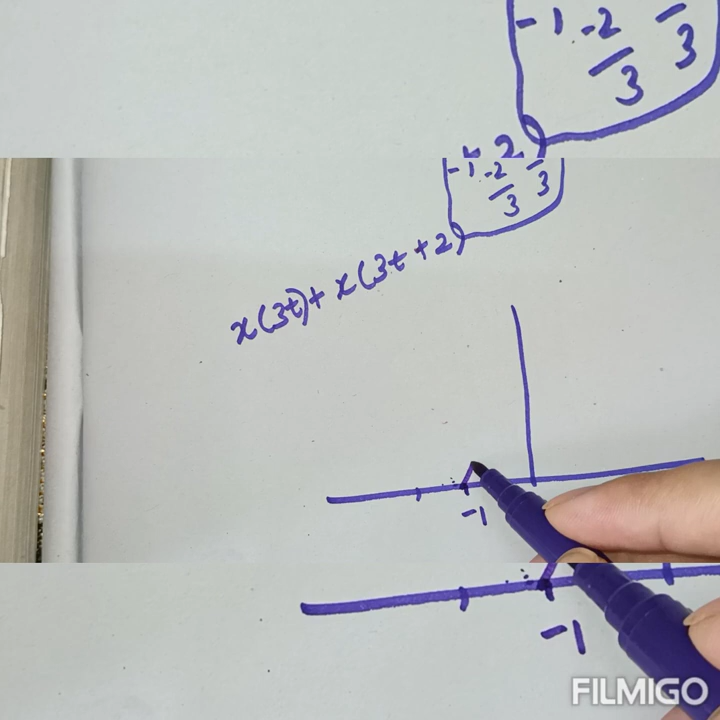 -1 -2/3 -/3
-1 -2/3 -/3
x(3t)+x(3t+2)
-1
-1
FILMIGO